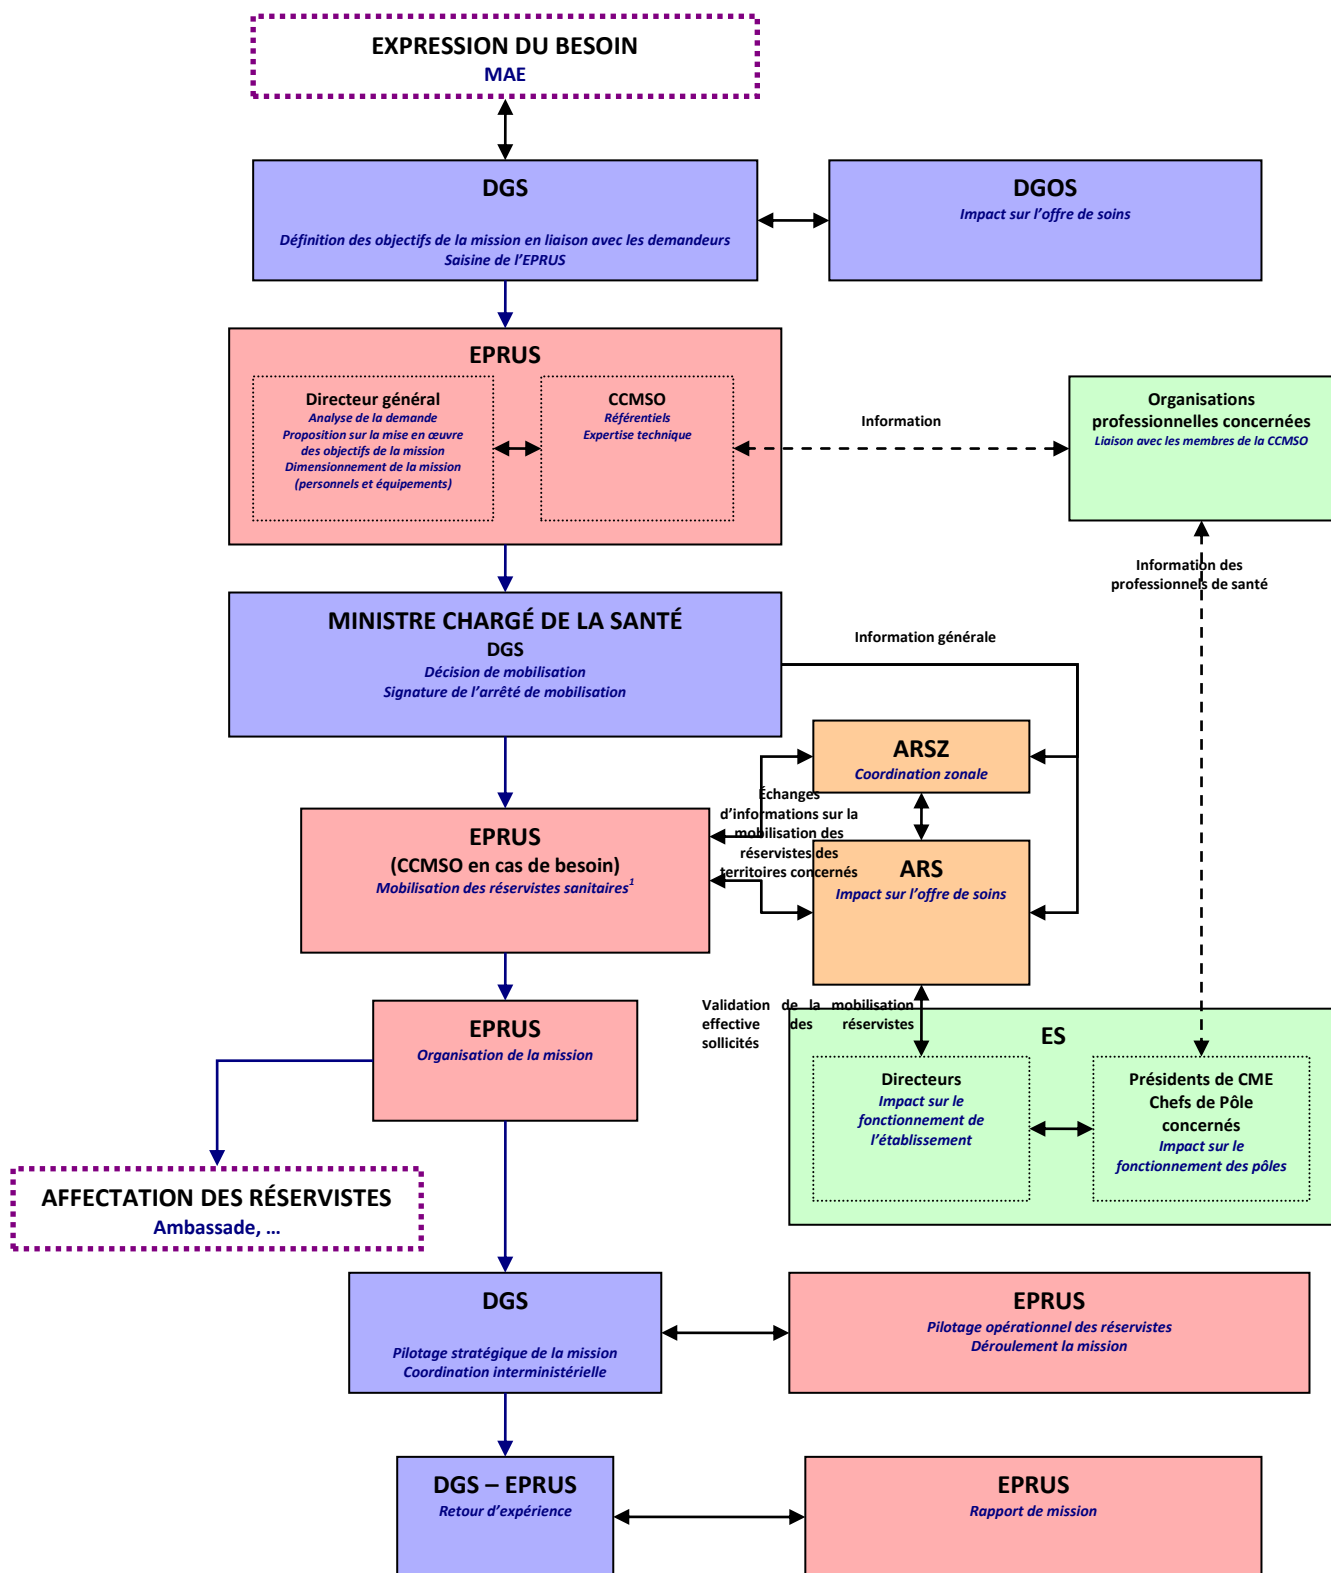 EXPRESSION DU BESOIN
MAE
DGS
Définition des objectifs de la mission en liaison avec les demandeurs
Saisine de l’EPRUS
DGOS
Impact sur l’offre de soins
EPRUS
Directeur général
Analyse de la demande
Proposition sur la mise en œuvre
des objectifs de la mission
Dimensionnement de la mission
(personnels et équipements)
CCMSO
Référentiels
Expertise technique
Information
Organisations
professionnelles concernées
Liaison avec les membres de la CCMSO
Information des
professionnels de santé
MINISTRE CHARGÉ DE LA SANTÉ
DGS
Décision de mobilisation
Signature de l’arrêté de mobilisation
Information générale
ARSZ
Coordination zonale
Échanges
d’informations sur la
mobilisation des
réservistes des
territoires concernés
EPRUS
(CCMSO en cas de besoin)
Mobilisation des réservistes sanitaires¹
ARS
Impact sur l’offre de soins
Validation de la mobilisation
effective des réservistes
sollicités
EPRUS
Organisation de la mission
ES
Directeurs
Impact sur le
fonctionnement de
l’établissement
Présidents de CME
Chefs de Pôle
concernés
Impact sur le
fonctionnement des pôles
AFFECTATION DES RÉSERVISTES
Ambassade, …
DGS
Pilotage stratégique de la mission
Coordination interministérielle
EPRUS
Pilotage opérationnel des réservistes
Déroulement la mission
DGS – EPRUS
Retour d’expérience
EPRUS
Rapport de mission